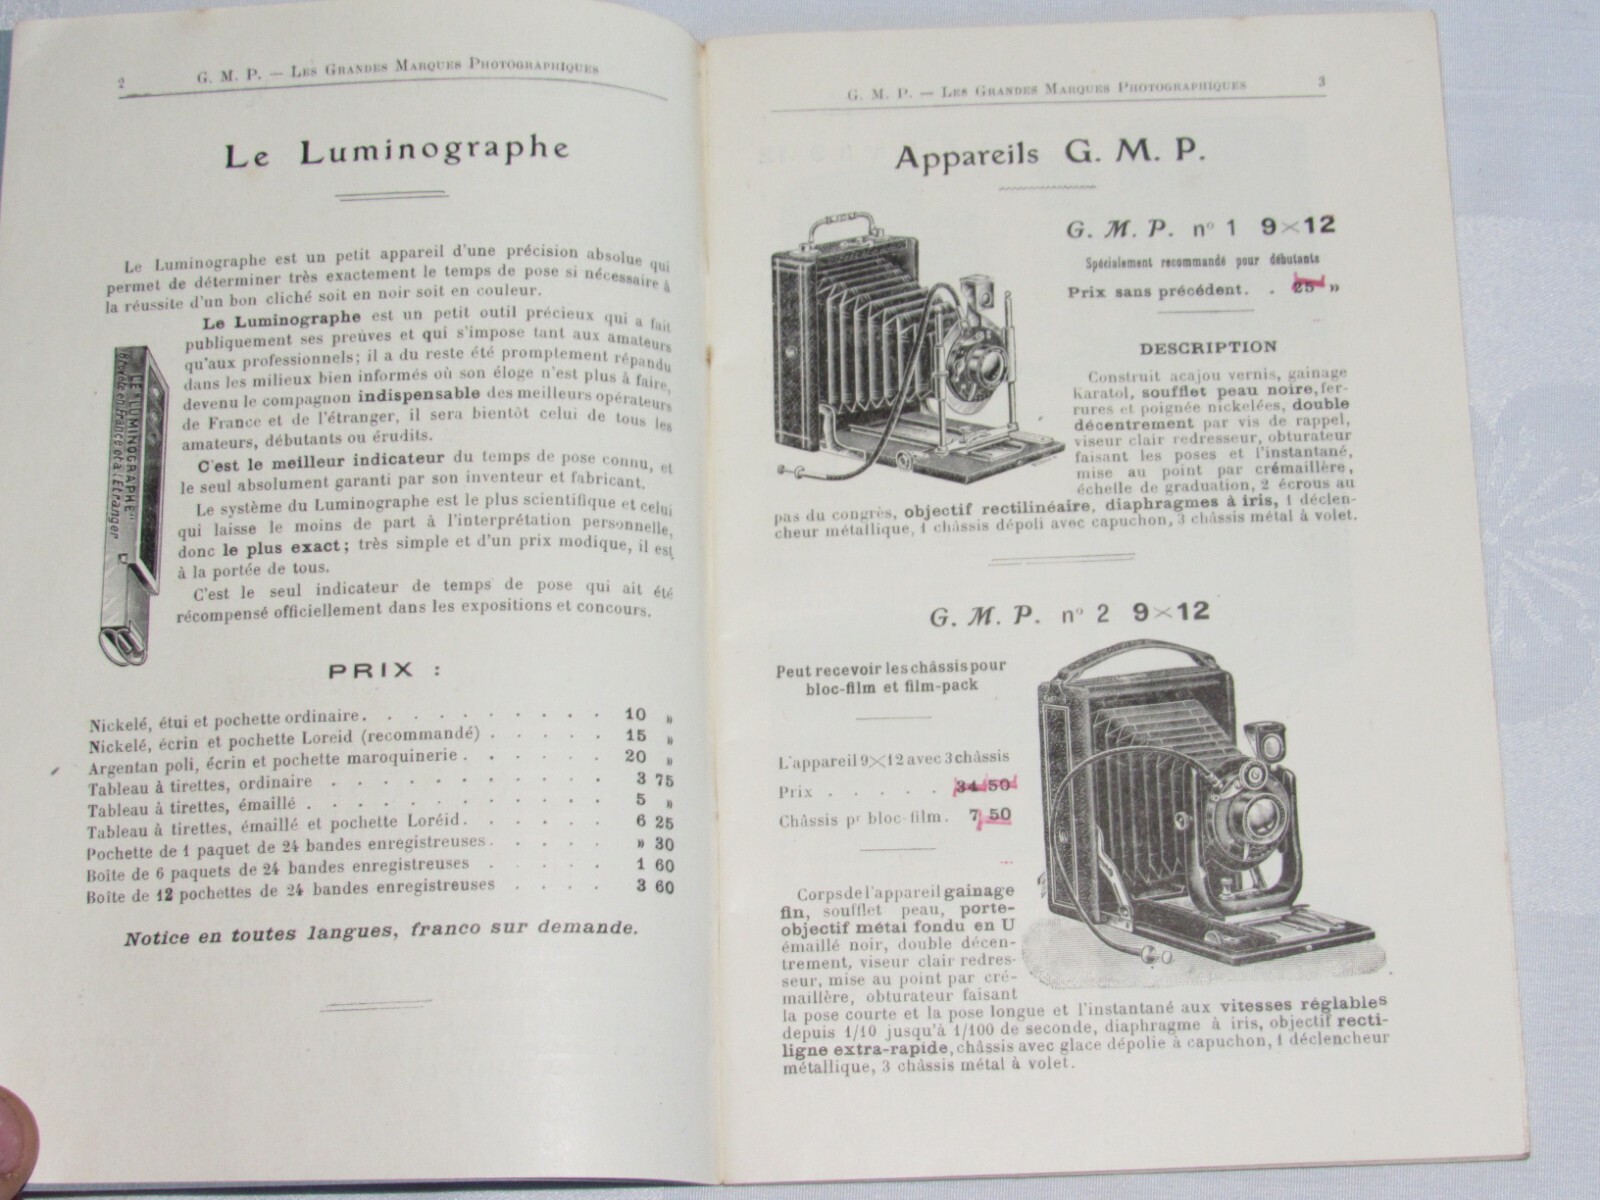 2
G. M. P. — Les Grandes Marques Photographiques
Le Luminographe
Le Luminographe est un petit appareil d'une précision absolue qui
permet de déterminer très exactement le temps de pose si nécessaire à
la réussite d'un bon cliché soit en noir soit en couleur.
Le Luminographe est un petit outil précieux qui a fait
publiquement ses preuves et qui s'impose tant aux amateurs
qu'aux professionnels; il a du reste été promptement répandu
dans les milieux bien informés où son éloge n'est plus à faire,
devenu le compagnon indispensable des meilleurs opérateurs
de France et de l'étranger, il sera bientôt celui de tous les
amateurs, débutants ou érudits.
C'est le meilleur indicateur du temps de pose connu, et
le seul absolument garanti par son inventeur et fabricant.
Le système du Luminographe est le plus scientifique et celui
qui laisse le moins de part à l'interprétation personnelle,
donc le plus exact; très simple et d'un prix modique, il est
à la portée de tous.
C'est le seul indicateur de temps de pose qui ait été
récompensé officiellement dans les expositions et concours.
LE "LUMINOGRAPHE"
Breveté en France et à l'Etranger
PRIX :
Nickelé, étui et pochette ordinaire. . . . . . . . . . 10 »
Nickelé, écrin et pochette Loreid (recommandé) . . . . . 15 »
Argentan poli, écrin et pochette maroquinerie . . . . . . 20 »
Tableau à tirettes, ordinaire . . . . . . . . . . . 3 75
Tableau à tirettes, émaillé . . . . . . . . . . . . 5 »
Tableau à tirettes, émaillé et pochette Loréid. . . . . . 6 25
Pochette de 1 paquet de 24 bandes enregistreuses. . . . . » 30
Boîte de 6 paquets de 24 bandes enregistreuses . . . . . 1 60
Boîte de 12 pochettes de 24 bandes enregistreuses . . . . 3 60
Notice en toutes langues, franco sur demande.
G. M. P. — Les Grandes Marques Photographiques
3
Appareils G. M. P.
G. M. P. n° 1 9×12
Spécialement recommandé pour débutants
Prix sans précédent. . 25 »
DESCRIPTION
Construit acajou vernis, gainage
Karatol, soufflet peau noire, fer-
rures et poignée nickelées, double
décentrement par vis de rappel,
viseur clair redresseur, obturateur
faisant les poses et l'instantané,
mise au point par crémaillère,
échelle de graduation, 2 écrous au
pas du congrès, objectif rectilinéaire, diaphragmes à iris, 1 déclen-
cheur métallique, 1 châssis dépoli avec capuchon, 3 châssis métal à volet.
G. M. P. n° 2 9×12
Peut recevoir les châssis pour
bloc-film et film-pack
L'appareil 9×12 avec 3 châssis
Prix . . . . . 34 50
Châssis pr bloc-film. 7 50
Corps de l'appareil gainage
fin, soufflet peau, porte-
objectif métal fondu en U
émaillé noir, double décen-
trement, viseur clair redres-
seur, mise au point par cré-
maillère, obturateur faisant
la pose courte et la pose longue et l'instantané aux vitesses réglables
depuis 1/10 jusqu'à 1/100 de seconde, diaphragme à iris, objectif recti-
ligne extra-rapide, châssis avec glace dépolie à capuchon, 1 déclencheur
métallique, 3 châssis métal à volet.